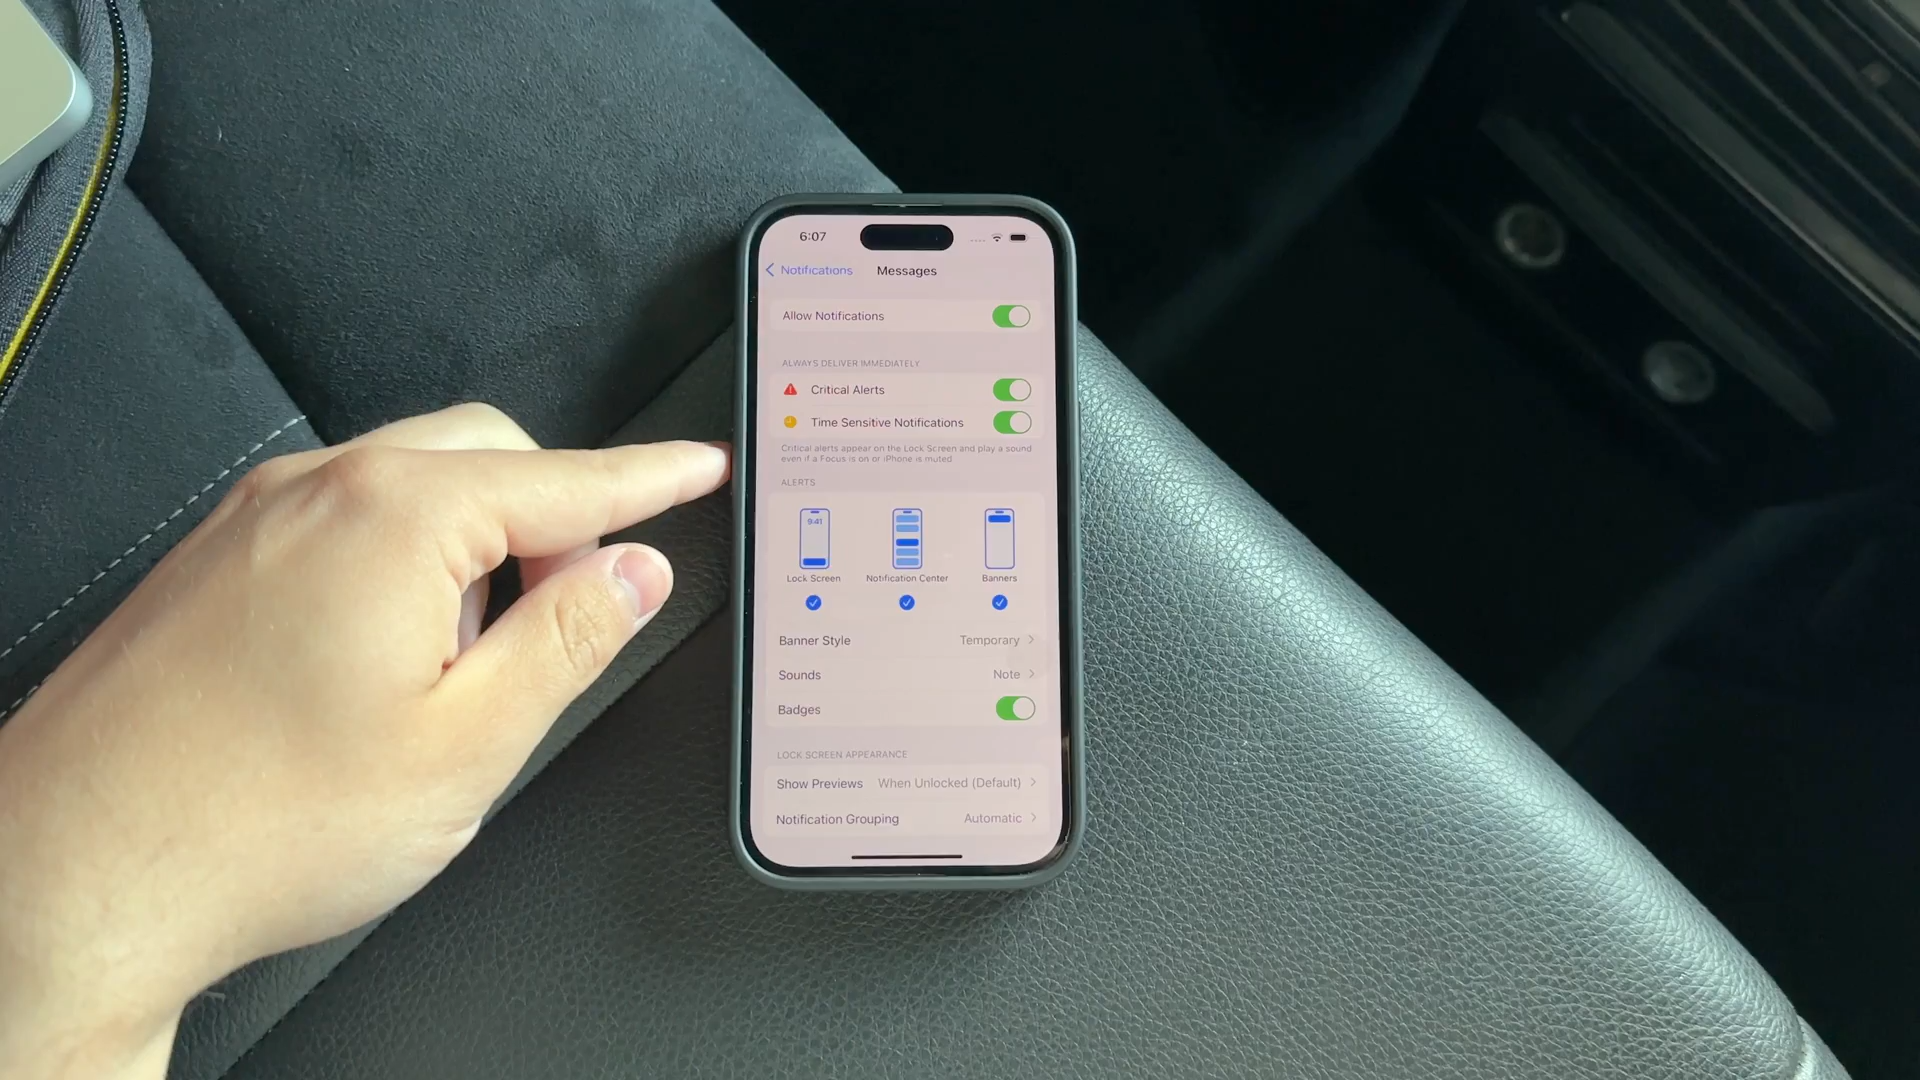 6:07
Notifications Messages
Allow Notifications
ALWAYS DELIVER IMMEDIATELY
Critical Alerts
Time Sensitive Notifications
Critical alerts appear on the Lock Screen and play a sound
even if a Focus is on or iPhone is muted
ALERTS
9:41
Lock Screen Notification Center Banners
Banner Style Temporary
Sounds Note
Badges
LOCK SCREEN APPEARANCE
Show Previews When Unlocked (Default)
Notification Grouping Automatic